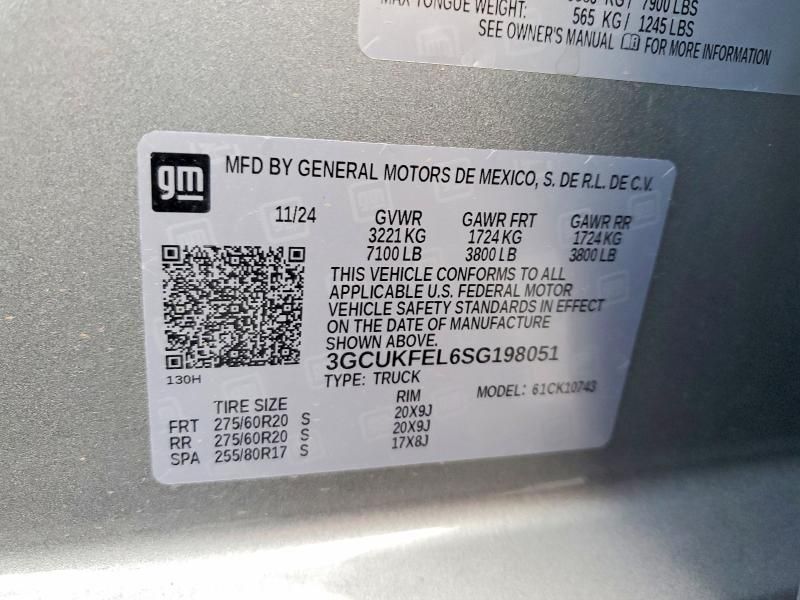 KG / 7900 LBS
MAX TONGUE WEIGHT: 565 KG / 1245 LBS
SEE OWNER'S MANUAL FOR MORE INFORMATION
gm
MFD BY GENERAL MOTORS DE MEXICO, S. DE R.L. DE C.V.
11/24 GVWR GAWR FRT GAWR RR
3221 KG 1724 KG 1724 KG
7100 LB 3800 LB 3800 LB
THIS VEHICLE CONFORMS TO ALL
APPLICABLE U.S. FEDERAL MOTOR
VEHICLE SAFETY STANDARDS IN EFFECT
ON THE DATE OF MANUFACTURE
SHOWN ABOVE.
3GCUKFEL6SG198051
130H
TYPE: TRUCK MODEL: 61CK10743
TIRE SIZE RIM
FRT 275/60R20 S 20X9J
RR 275/60R20 S 20X9J
SPA 255/80R17 S 17X8J